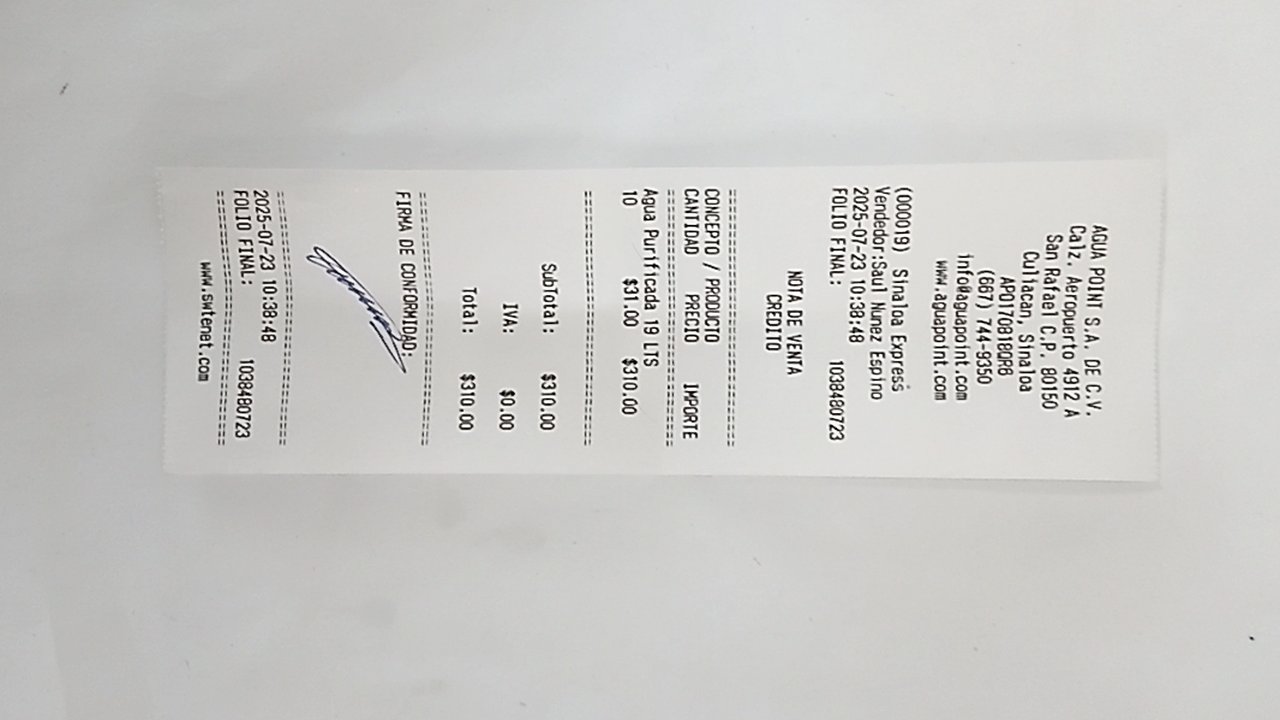 AGUA POINT S.A. DE C.V.
Calz. Aeropuerto 4912 A
San Rafael C.P. 80150
Culiacan, Sinaloa
APO170818QR8
(667) 744-9350
info@aguapoint.com
www.aguapoint.com
(000019) Sinaloa Express
Vendedor:Saul Nunez Espino
2025-07-23 10:38:48
FOLIO FINAL: 1038480723
NOTA DE VENTA
CREDITO
================================
CONCEPTO / PRODUCTO
CANTIDAD PRECIO IMPORTE
================================
Agua Purificada 19 LTS
10 $31.00 $310.00
================================
SubTotal: $310.00
IVA: $0.00
Total: $310.00
================================
FIRMA DE CONFORMIDAD:
================================
2025-07-23 10:38:48
FOLIO FINAL: 1038480723
================================
www.swtenet.com